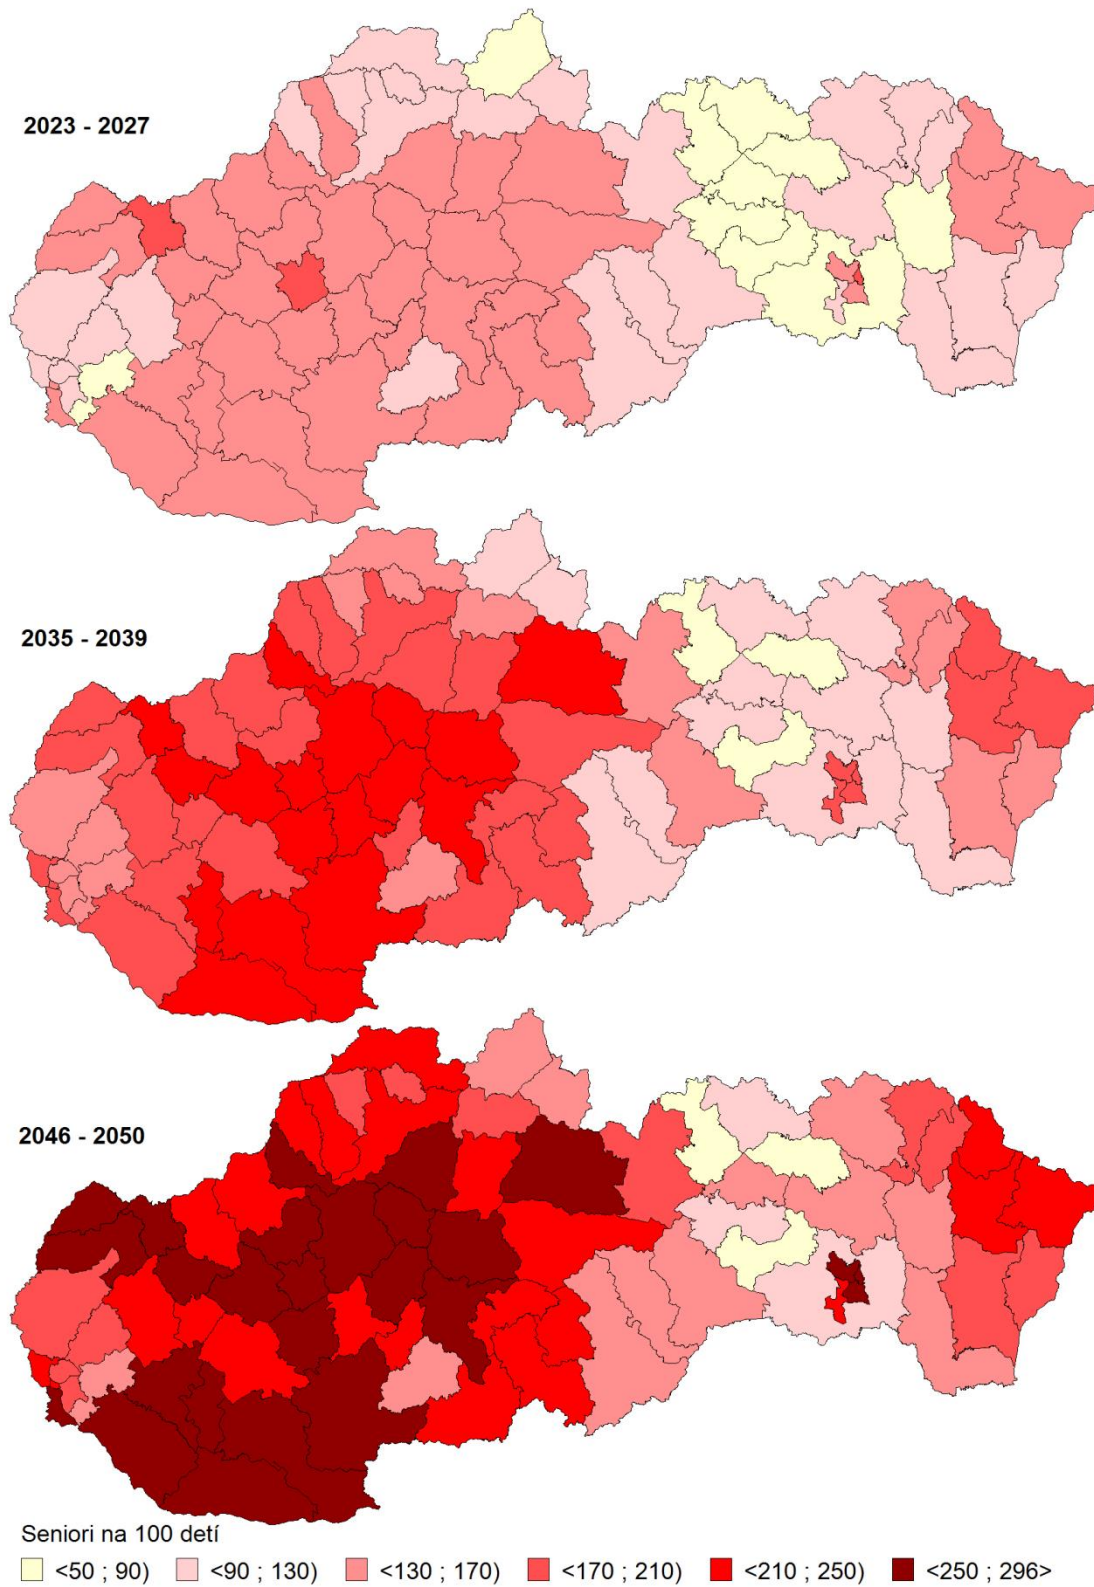 2023 - 2027
2035 - 2039
2046 - 2050
Seniori na 100 detí
<50 ; 90) <90 ; 130) <130 ; 170) <170 ; 210) <210 ; 250) <250 ; 296>